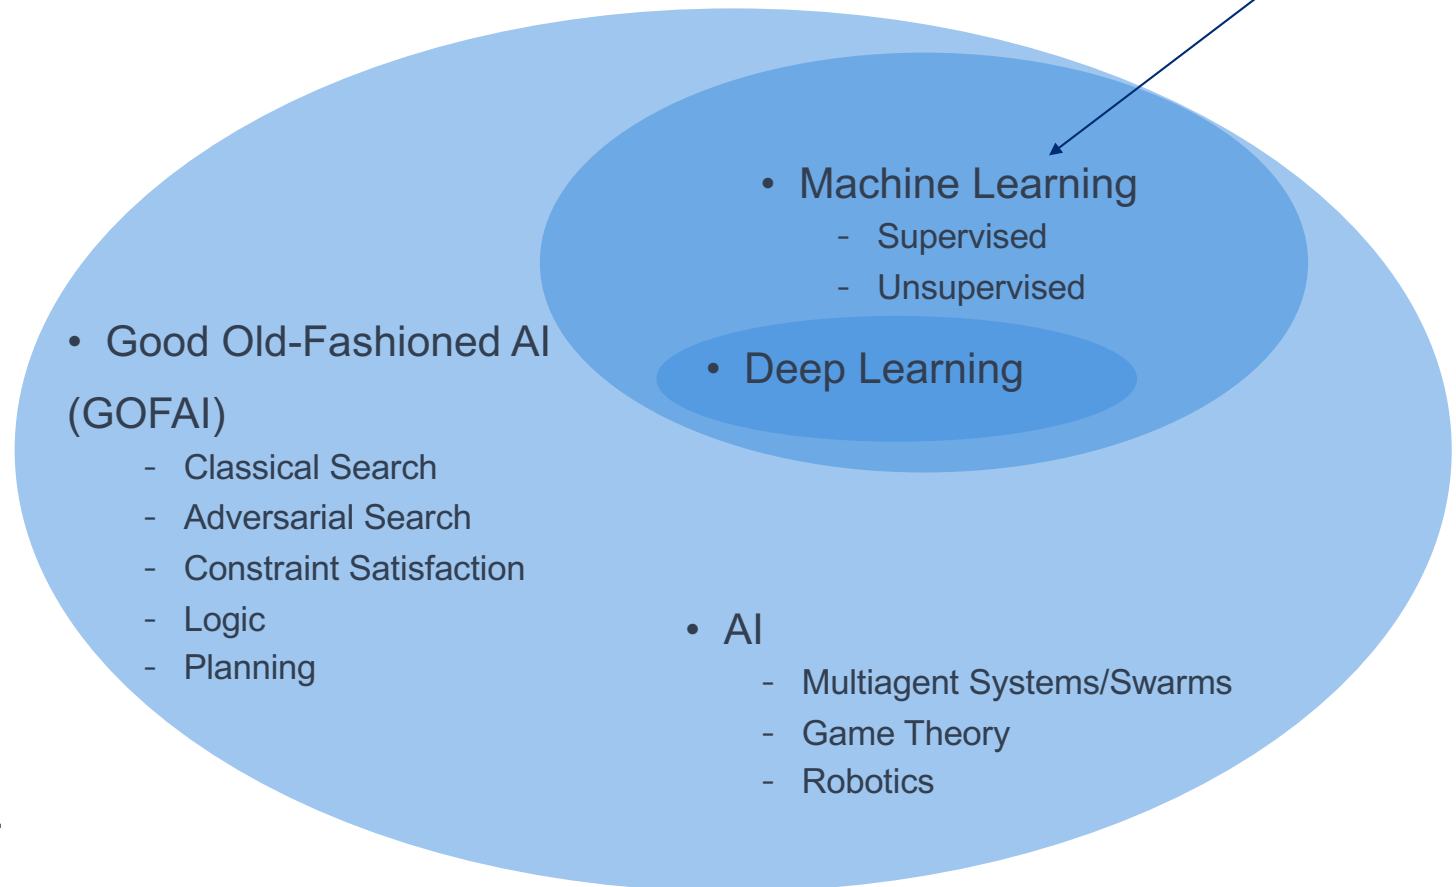 • Machine Learning
- Supervised
- Unsupervised
• Deep Learning
• Good Old-Fashioned AI
(GOFAI)
- Classical Search
- Adversarial Search
- Constraint Satisfaction
- Logic
- Planning
• AI
- Multiagent Systems/Swarms
- Game Theory
- Robotics